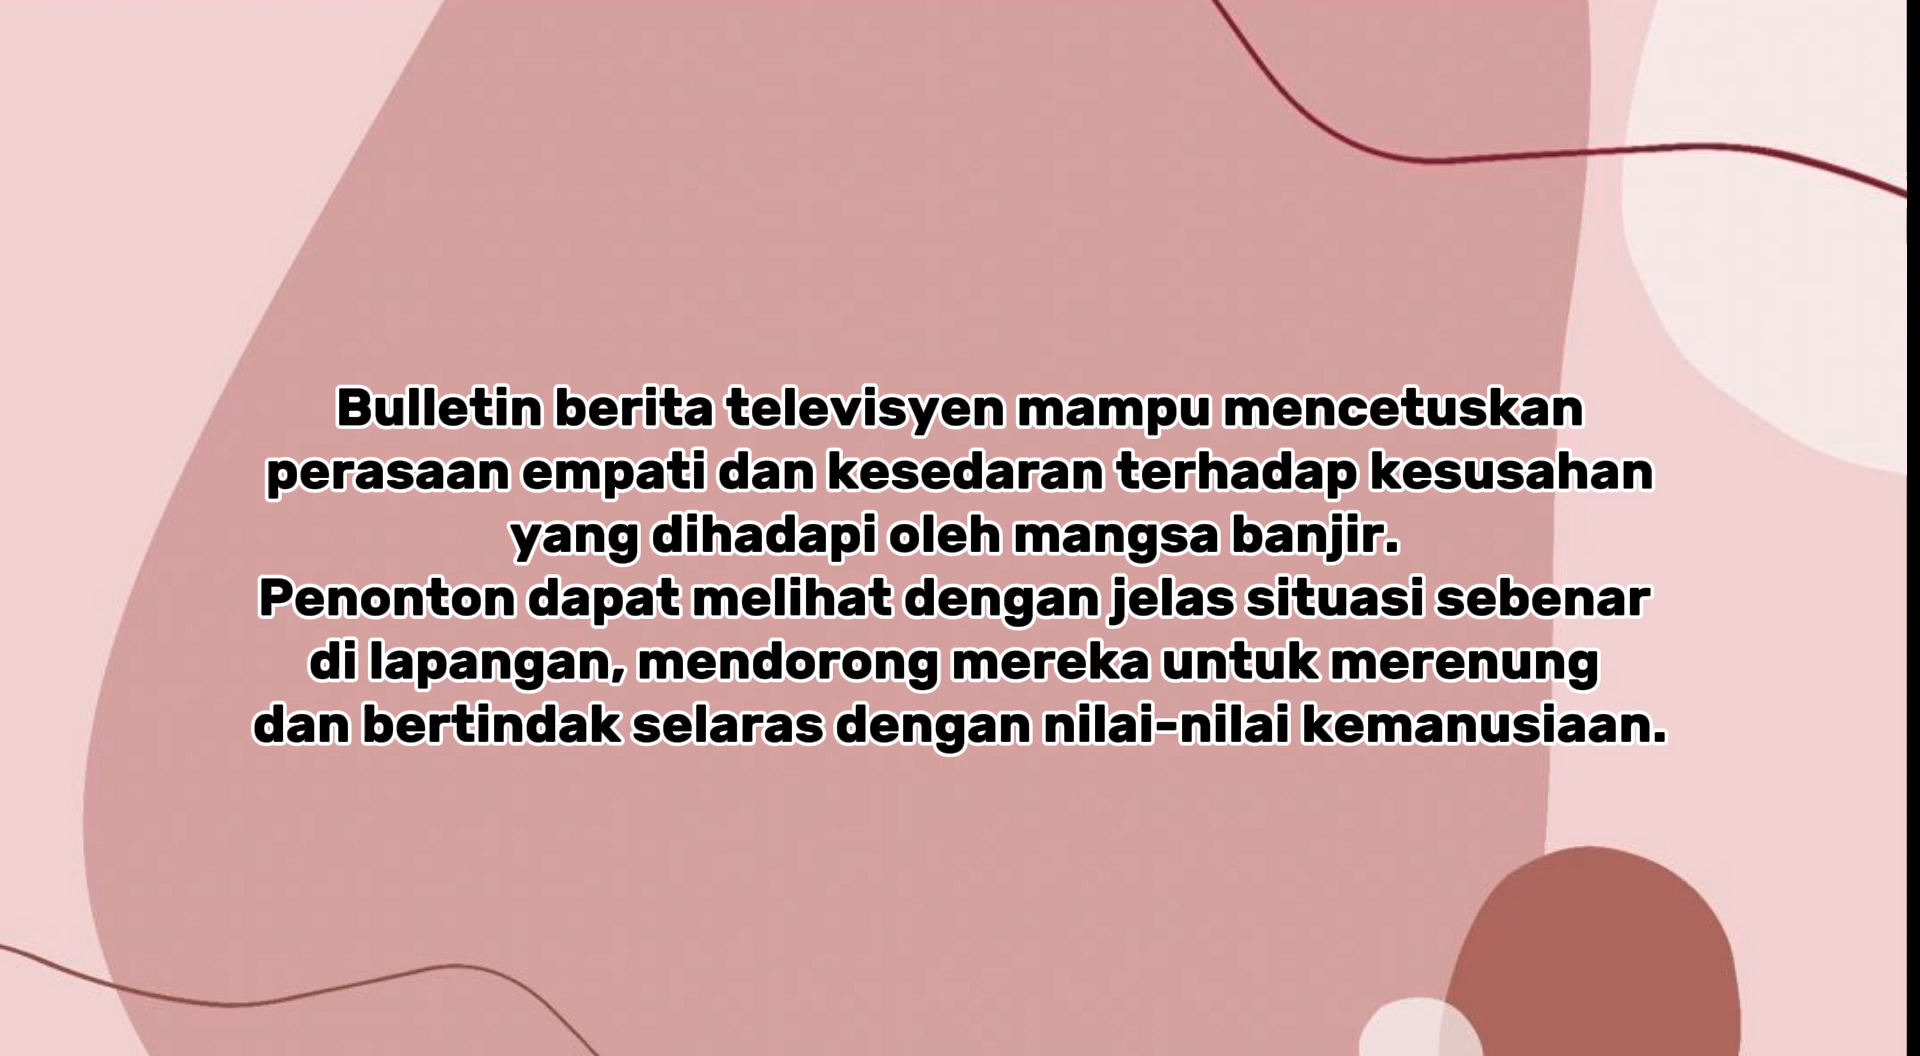 Bulletin berita televisyen mampu mencetuskan
perasaan empati dan kesedaran terhadap kesusahan
yang dihadapi oleh mangsa banjir.
Penonton dapat melihat dengan jelas situasi sebenar
di lapangan, mendorong mereka untuk merenung
dan bertindak selaras dengan nilai-nilai kemanusiaan.